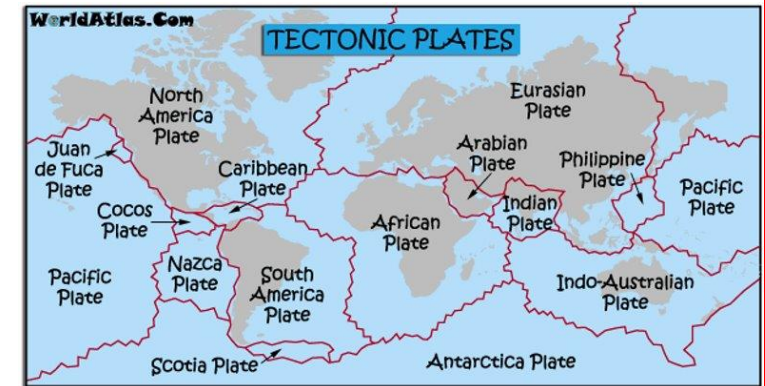 WorldAtlas.Com
TECTONIC PLATES
North
America
Plate
Eurasian
Plate
Juan
de Fuca
Plate
Caribbean
Plate
Arabian
Plate
Philippine
Plate
Pacific
Plate
Cocos
Plate
African
Plate
Indian
Plate
Pacific
Plate
Nazca
Plate
South
America
Plate
Indo-Australian
Plate
Scotia Plate
Antarctica Plate